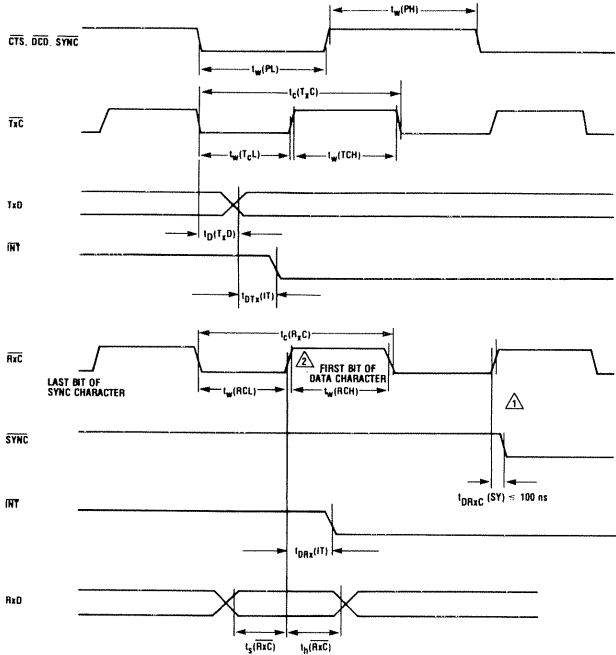 tw(PH)
CTS, DCD, SYNC
tw(PL)
tc(TxC)
TxC
tw(TCL)
tw(TCH)
TxD
tD(TxD)
INT
tDTx(IT)
tc(RxC)
RxC
2
FIRST BIT OF
DATA CHARACTER
LAST BIT OF
SYNC CHARACTER
tw(RCL)
tw(RCH)
1
SYNC
tDRxC (SY) ≤ 100 ns
INT
tDRx(IT)
RxD
ts(RxC)
th(RxC)